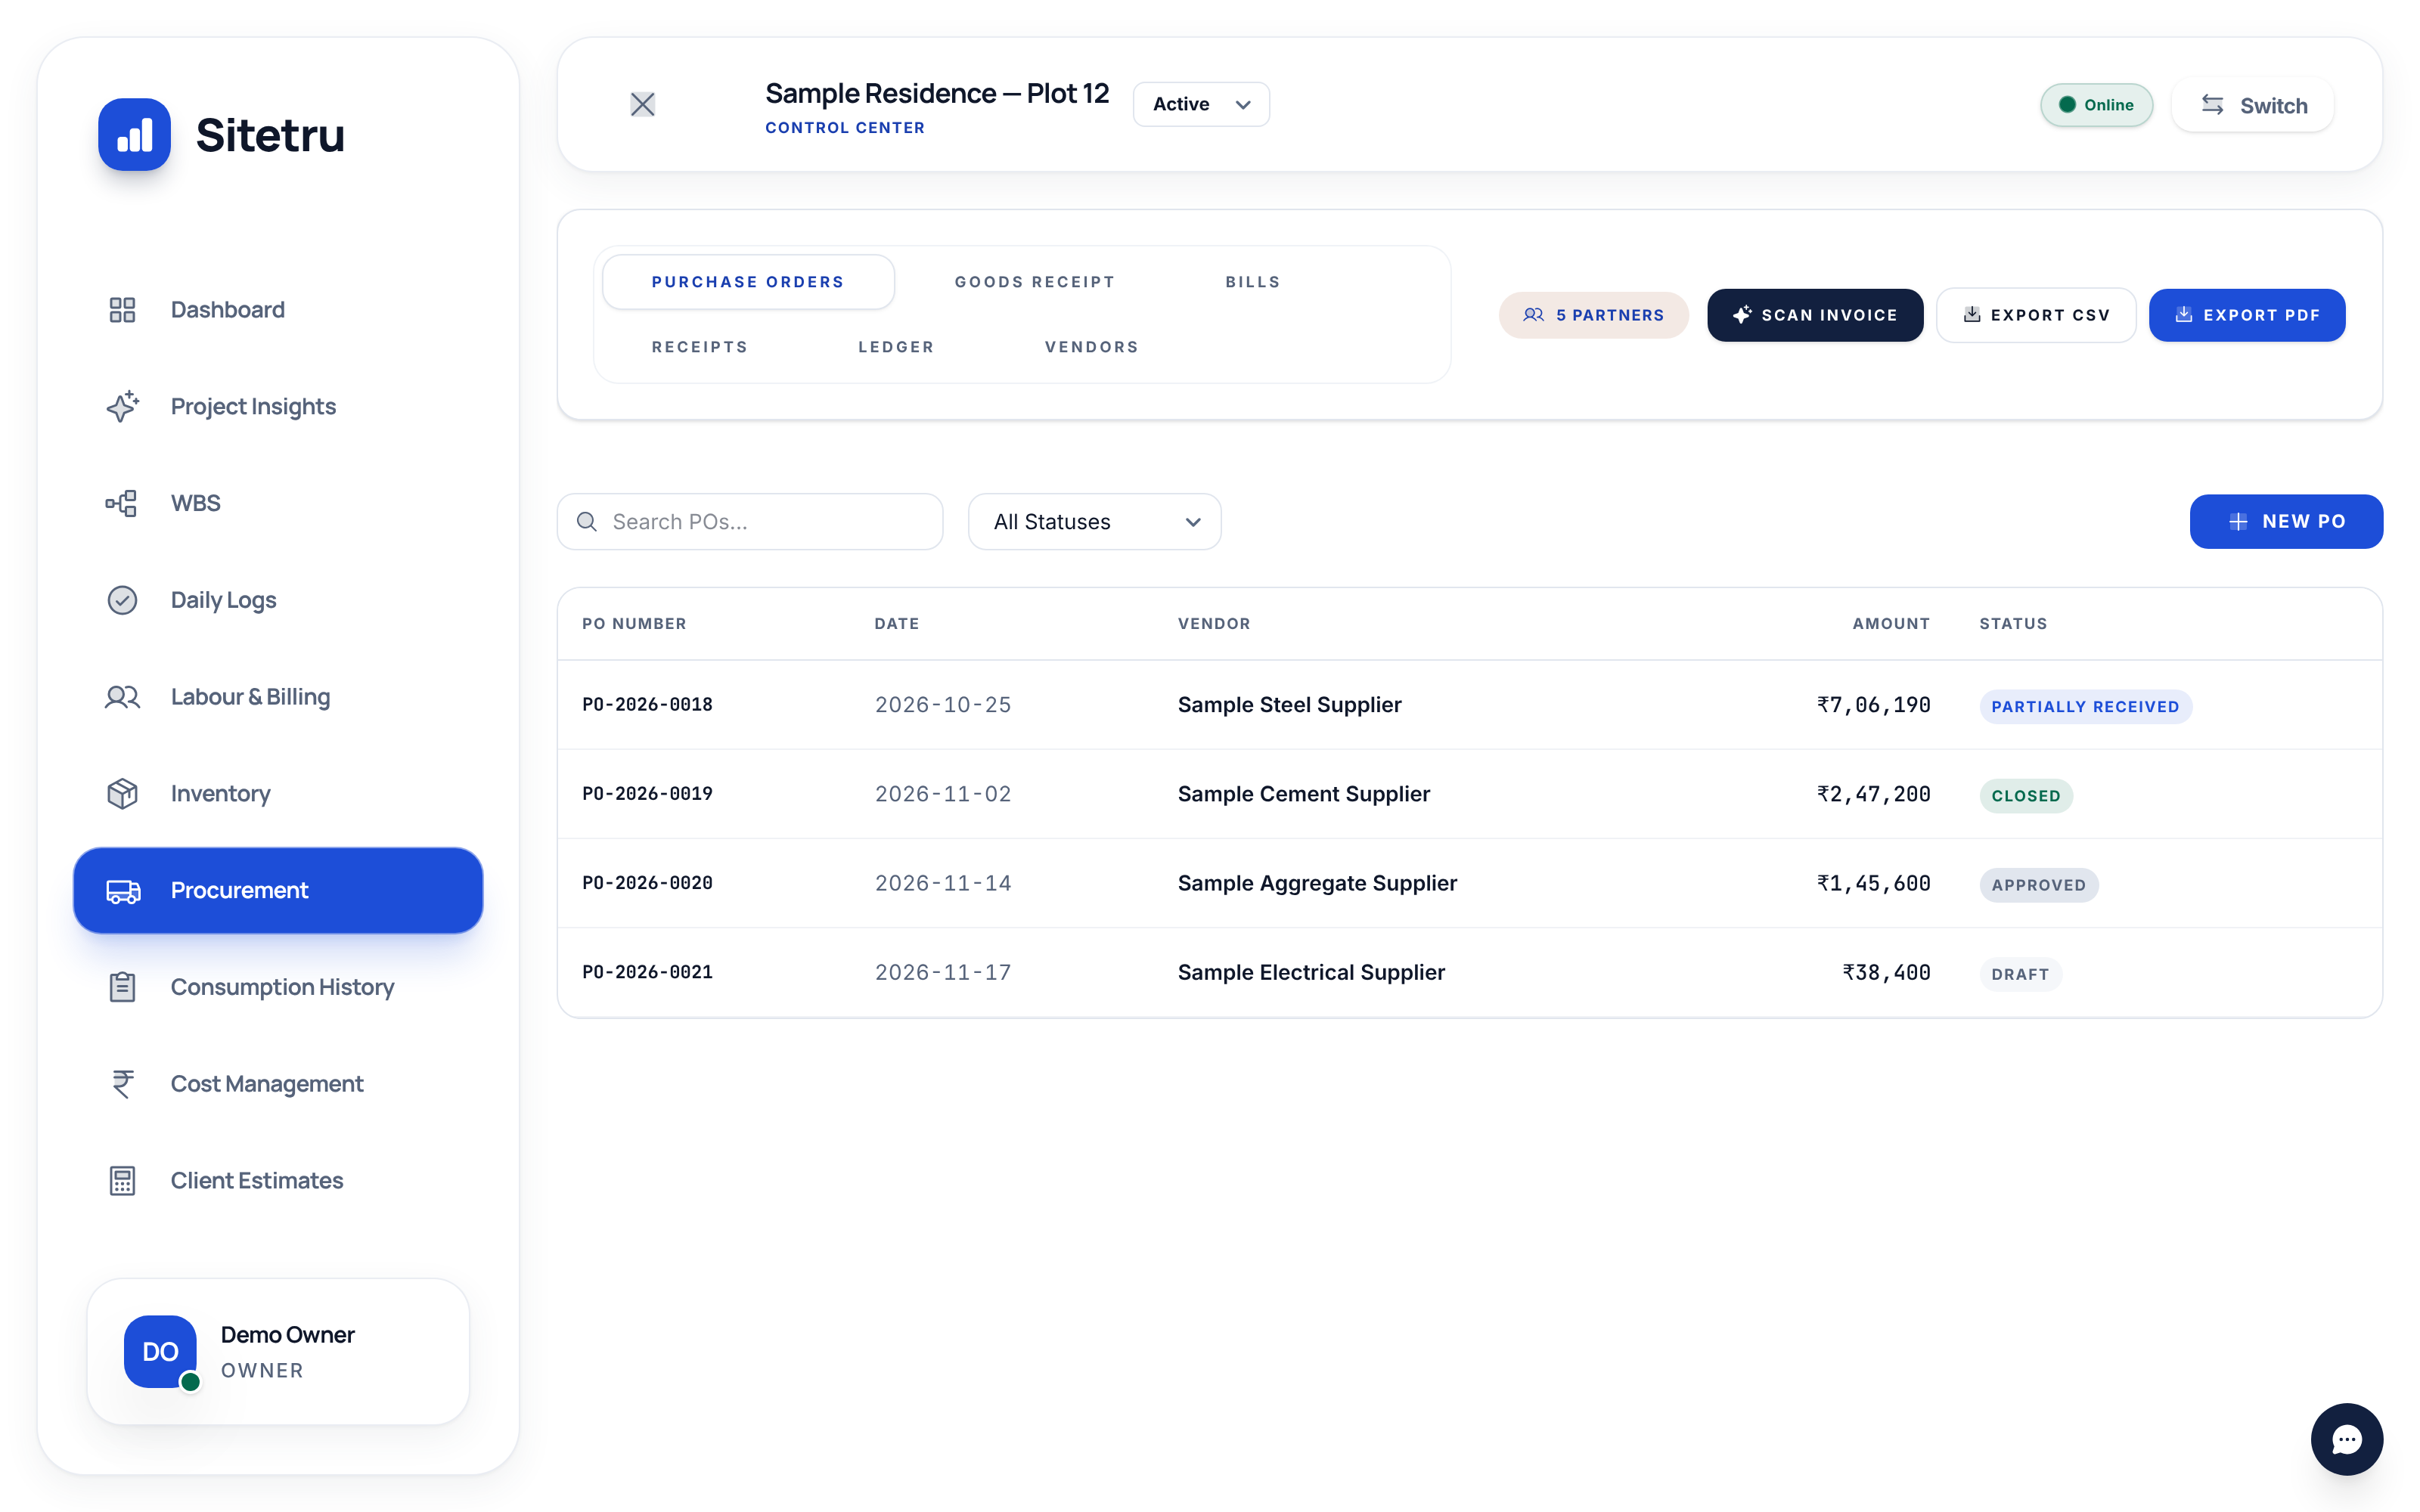 Sitetru
Dashboard
Project Insights
WBS
Daily Logs
Labour & Billing
Inventory
Procurement
Consumption History
Cost Management
Client Estimates
DO
Demo Owner
OWNER
Sample Residence — Plot 12
CONTROL CENTER
Active
Online
Switch
PURCHASE ORDERS GOODS RECEIPT BILLS
RECEIPTS LEDGER VENDORS
5 PARTNERS
SCAN INVOICE
EXPORT CSV
EXPORT PDF
Search POs...
All Statuses
NEW PO
PO NUMBER DATE VENDOR AMOUNT STATUS
PO-2026-0018 2026-10-25 Sample Steel Supplier ₹7,06,190 PARTIALLY RECEIVED
PO-2026-0019 2026-11-02 Sample Cement Supplier ₹2,47,200 CLOSED
PO-2026-0020 2026-11-14 Sample Aggregate Supplier ₹1,45,600 APPROVED
PO-2026-0021 2026-11-17 Sample Electrical Supplier ₹38,400 DRAFT